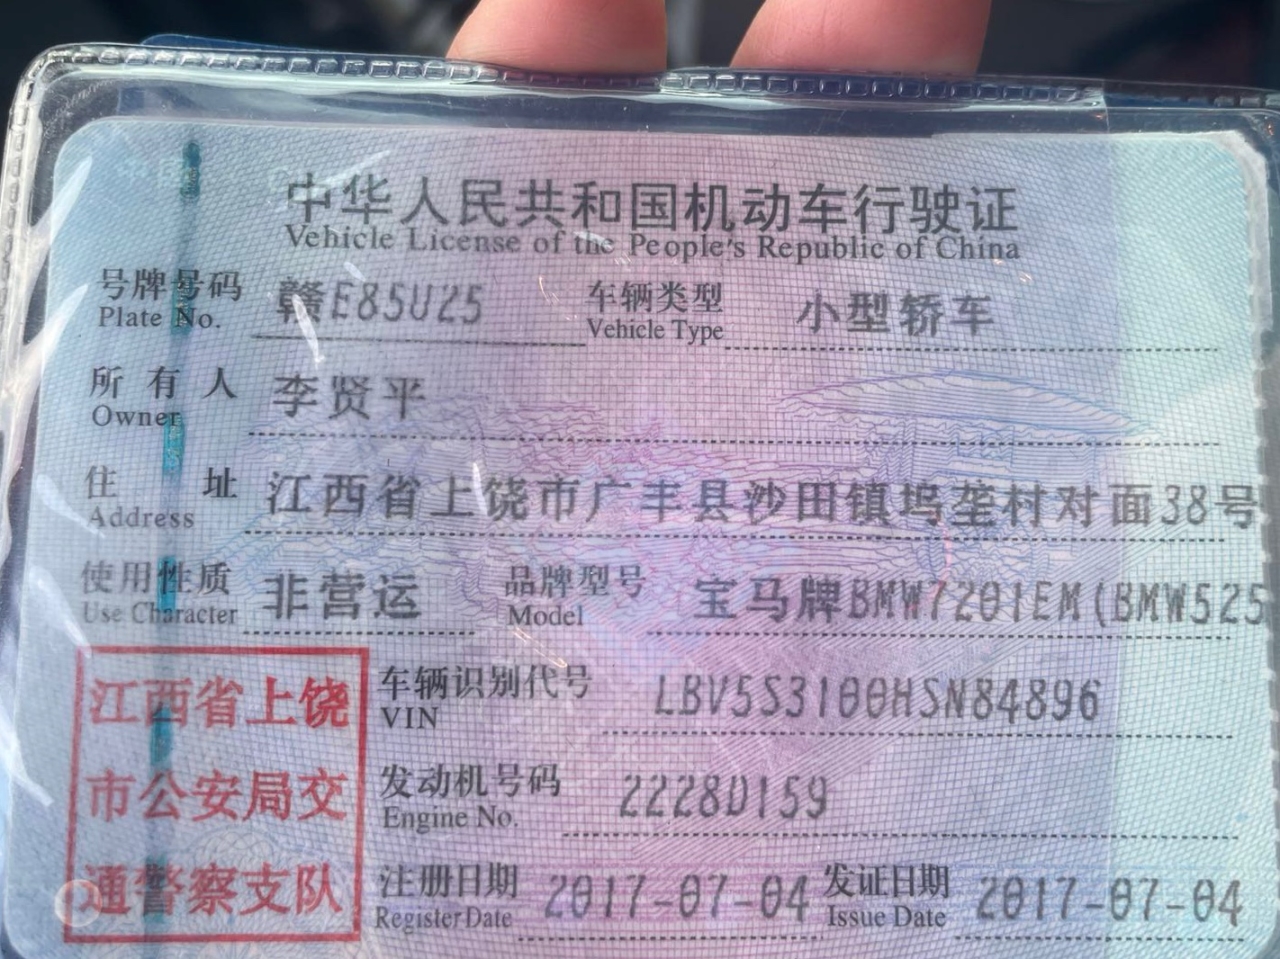 中华人民共和国机动车行驶证
Vehicle License of the People's Republic of China
号牌号码 赣E85U25 车辆类型 小型轿车
Plate No. Vehicle Type
所有人 李贤平
Owner
住址 江西省上饶市广丰县沙田镇坞垄村对面38号
Address
使用性质 非营运 品牌型号 宝马牌BMW7201EM(BMW525
Use Character Model
江西省上饶
市公安局交
通警察支队
车辆识别代号 LBV5S3100HSN84896
VIN
发动机号码 2228D159
Engine No.
注册日期 2017-07-04 发证日期 2017-07-04
Register Date Issue Date